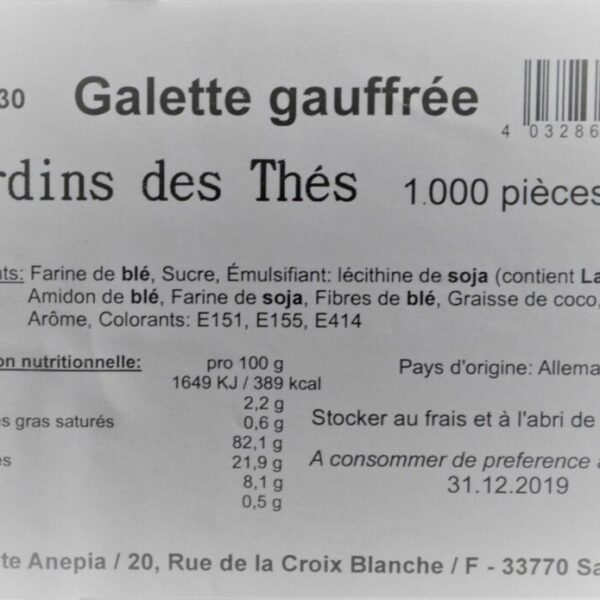 30 Galette gauffrée
4 03286
rdins des Thés 1.000 pièces
nts: Farine de blé, Sucre, Émulsifiant: lécithine de soja (contient La
Amidon de blé, Farine de soja, Fibres de blé, Graisse de coco,
Arôme, Colorants: E151, E155, E414
on nutritionnelle: pro 100 g
1649 KJ / 389 kcal
2,2 g
s gras saturés 0,6 g
82,1 g
es 21,9 g
8,1 g
0,5 g
Pays d'origine: Allema
Stocker au frais et à l'abri de
A consommer de preference a
31.12.2019
te Anepia / 20, Rue de la Croix Blanche / F - 33770 Sa